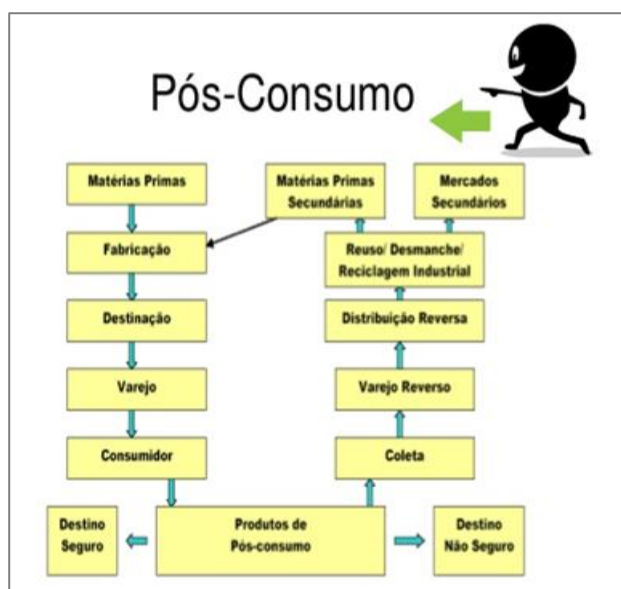 Pós-Consumo
Matérias Primas
Matérias Primas
Secundárias
Mercados
Secundários
Fabricação
Reuso/ Desmanche/
Reciclagem Industrial
Destinação
Distribuição Reversa
Varejo
Varejo Reverso
Consumidor
Coleta
Destino
Seguro
Produtos de
Pós-consumo
Destino
Não Seguro